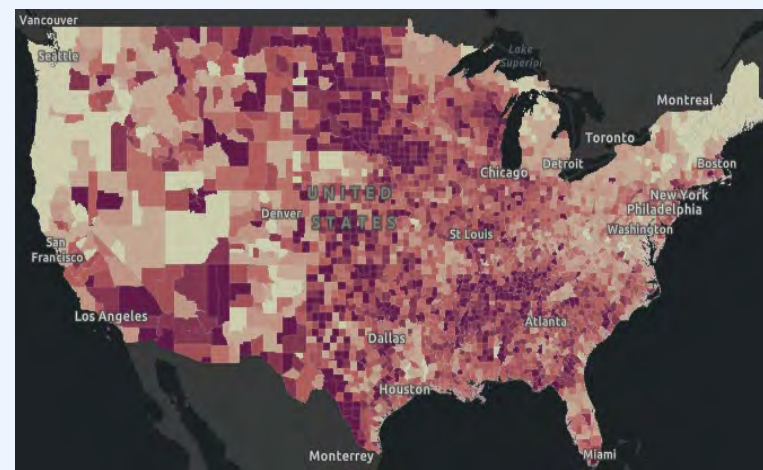 Vancouver
Seattle
Lake
Superior
Montreal
Toronto
Chicago
Detroit
Boston
UNITED
STATES
Denver
New York
Philadelphia
Washington
St Louis
San
Francisco
Los Angeles
Atlanta
Dallas
Houston
Monterrey
Miami